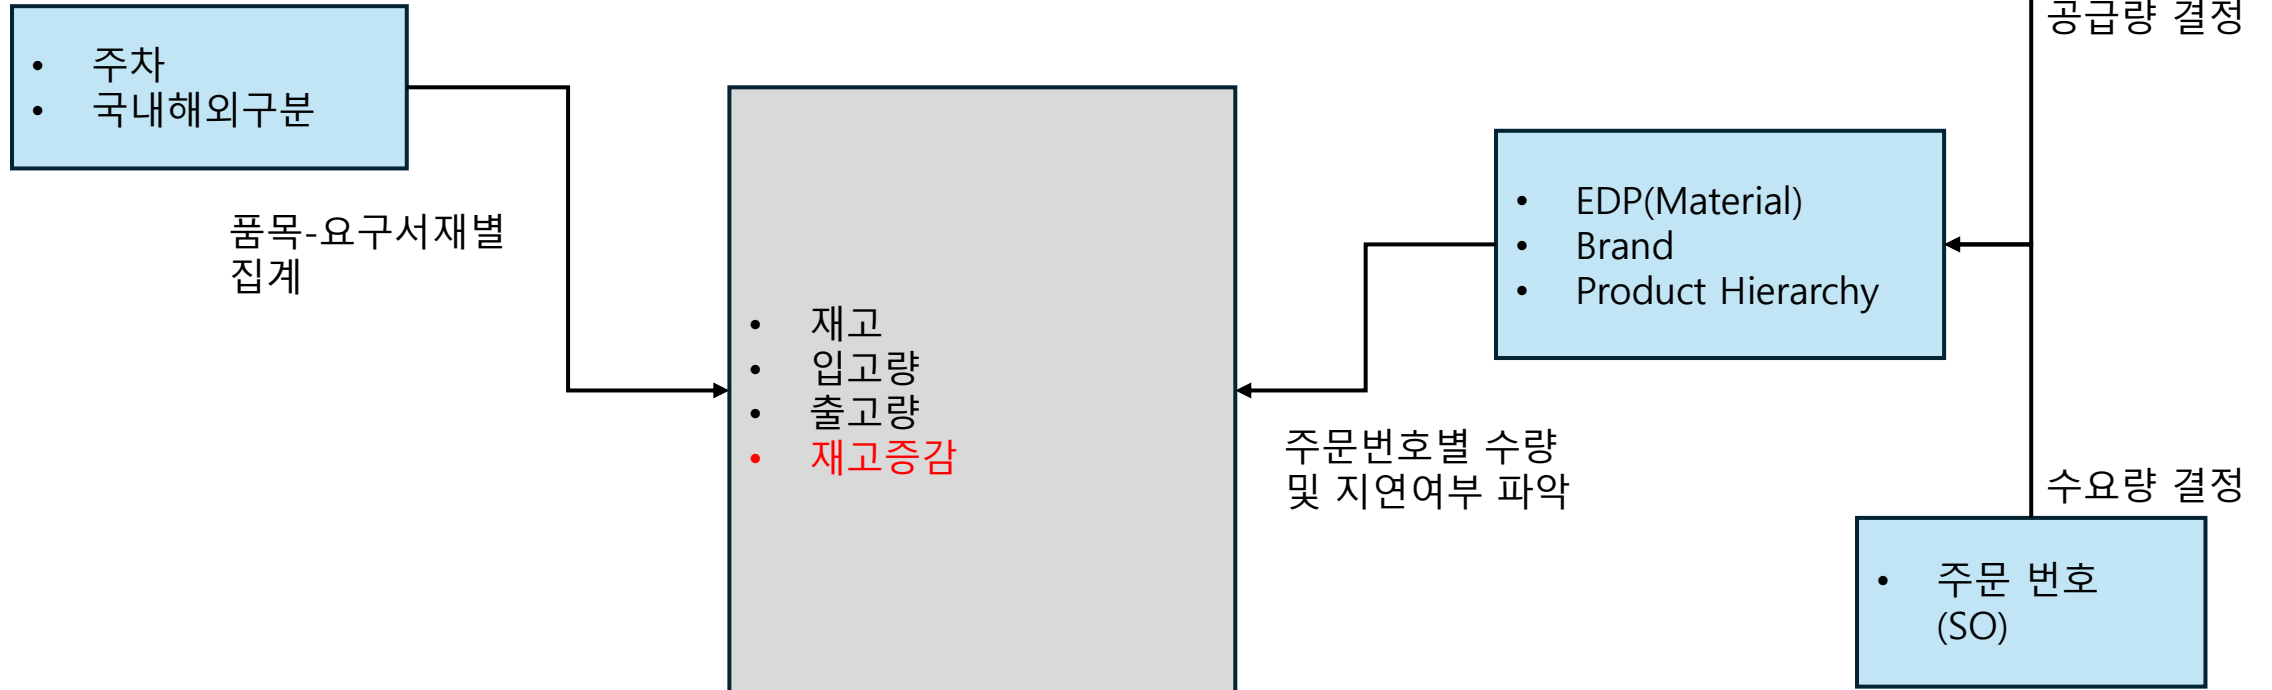 공급량 결정
• 주차
• 국내해외구분
품목-요구서재별
집계
• 재고
• 입고량
• 출고량
• 재고증감
• EDP(Material)
• Brand
• Product Hierarchy
주문번호별 수량
및 지연여부 파악
수요량 결정
• 주문 번호
(SO)